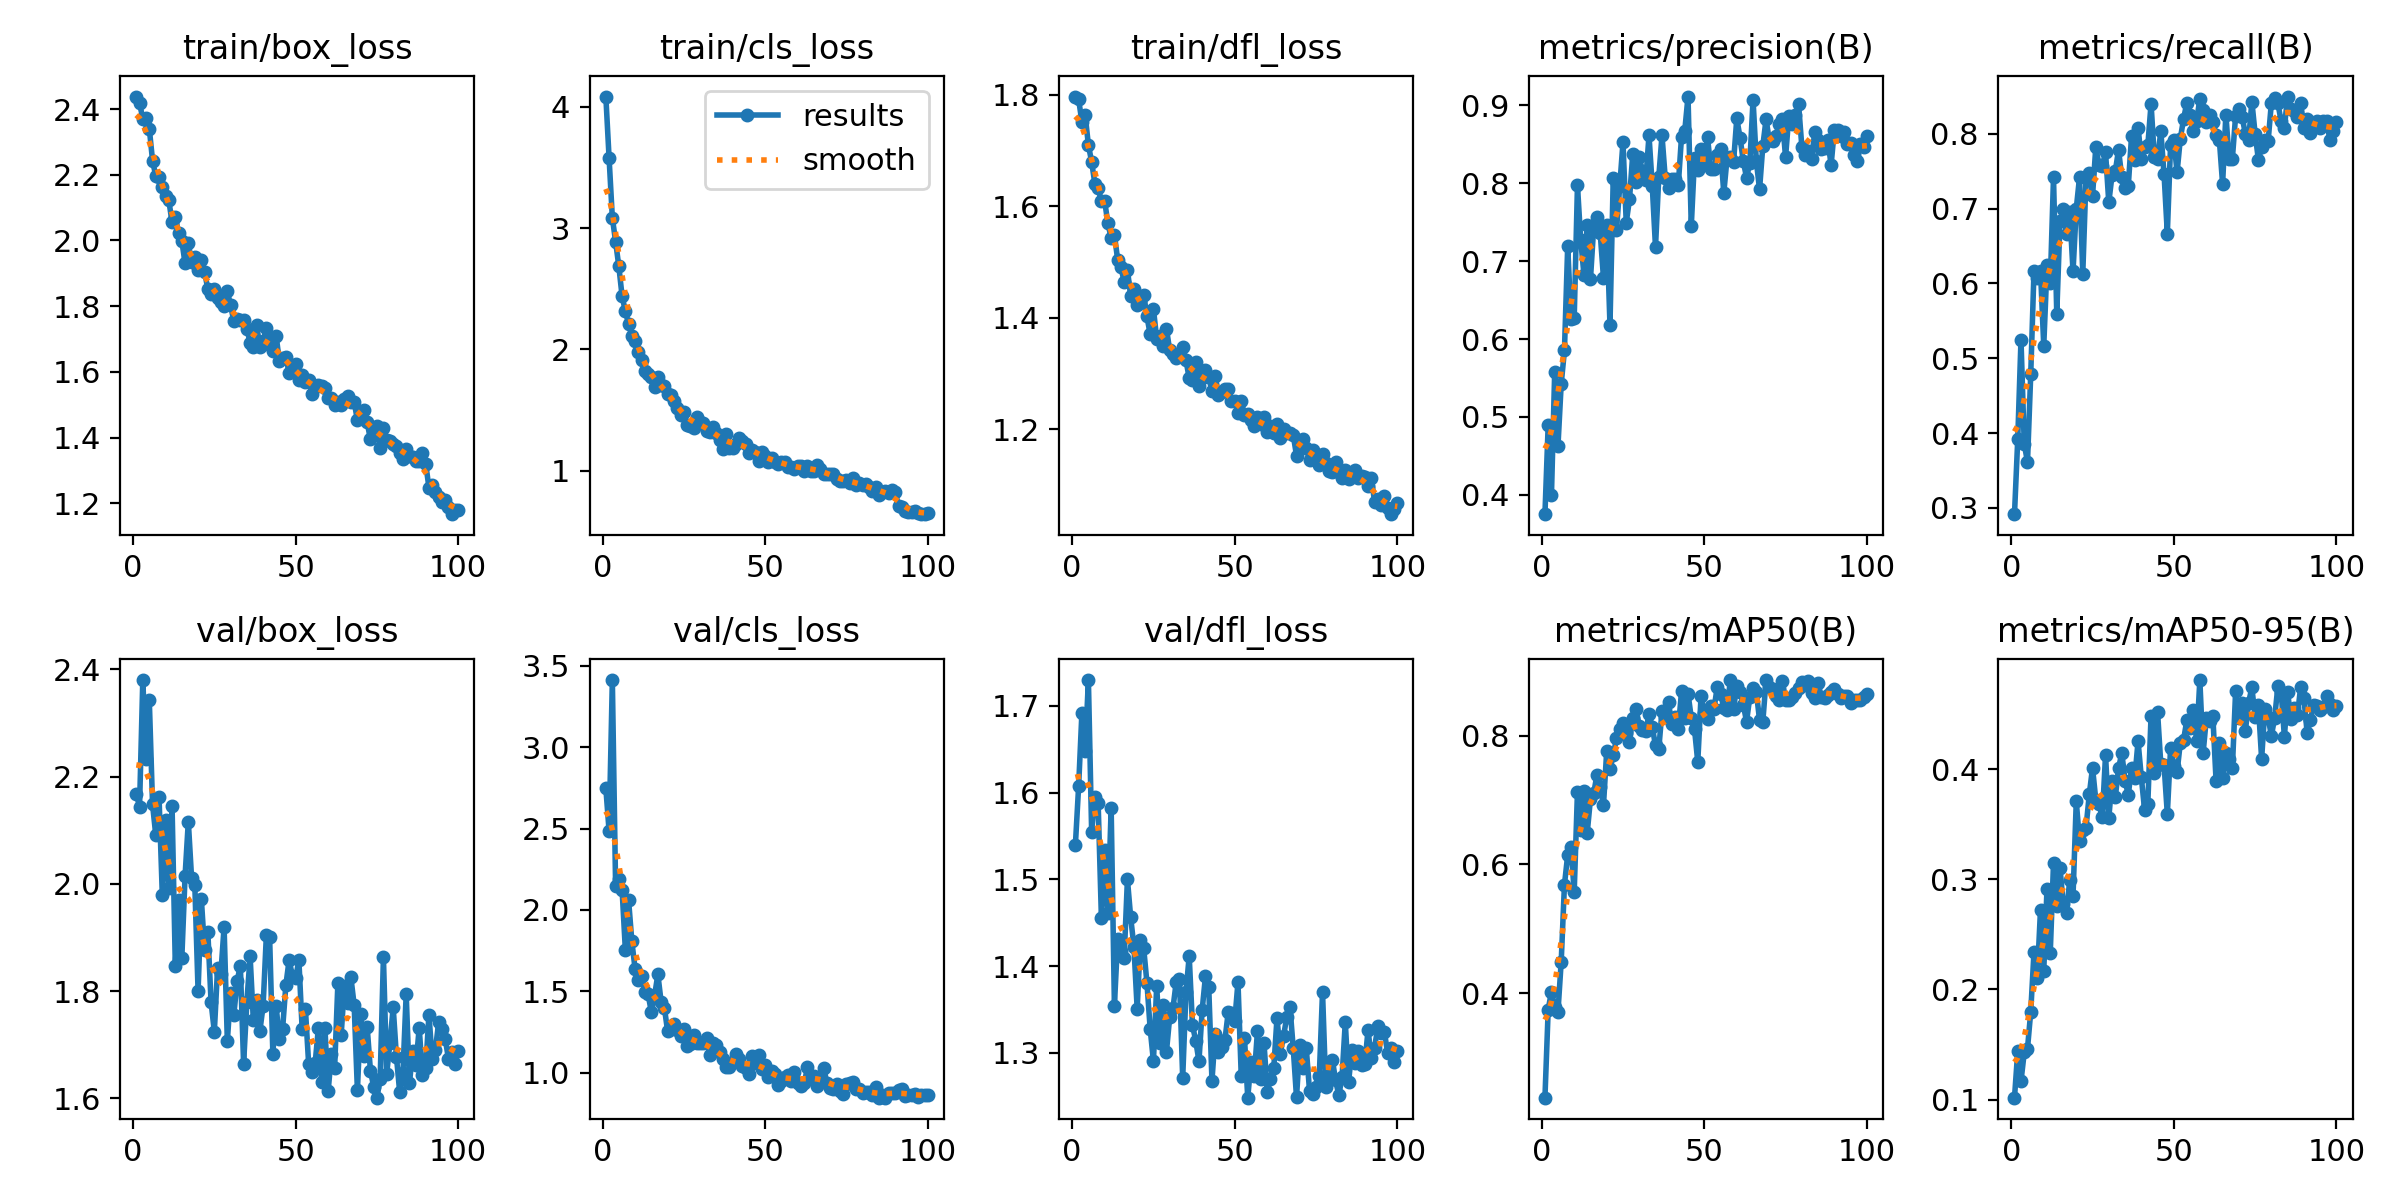 train/box_loss
2.4
2.2
2.0
1.8
1.6
1.4
1.2
0 50 100
train/cls_loss
results
smooth
4
3
2
1
0 50 100
train/dfl_loss
1.8
1.6
1.4
1.2
0 50 100
metrics/precision(B)
0.9
0.8
0.7
0.6
0.5
0.4
0 50 100
metrics/recall(B)
0.8
0.7
0.6
0.5
0.4
0.3
0 50 100
val/box_loss
2.4
2.2
2.0
1.8
1.6
0 50 100
val/cls_loss
3.5
3.0
2.5
2.0
1.5
1.0
0 50 100
val/dfl_loss
1.7
1.6
1.5
1.4
1.3
0 50 100
metrics/mAP50(B)
0.8
0.6
0.4
0 50 100
metrics/mAP50-95(B)
0.4
0.3
0.2
0.1
0 50 100